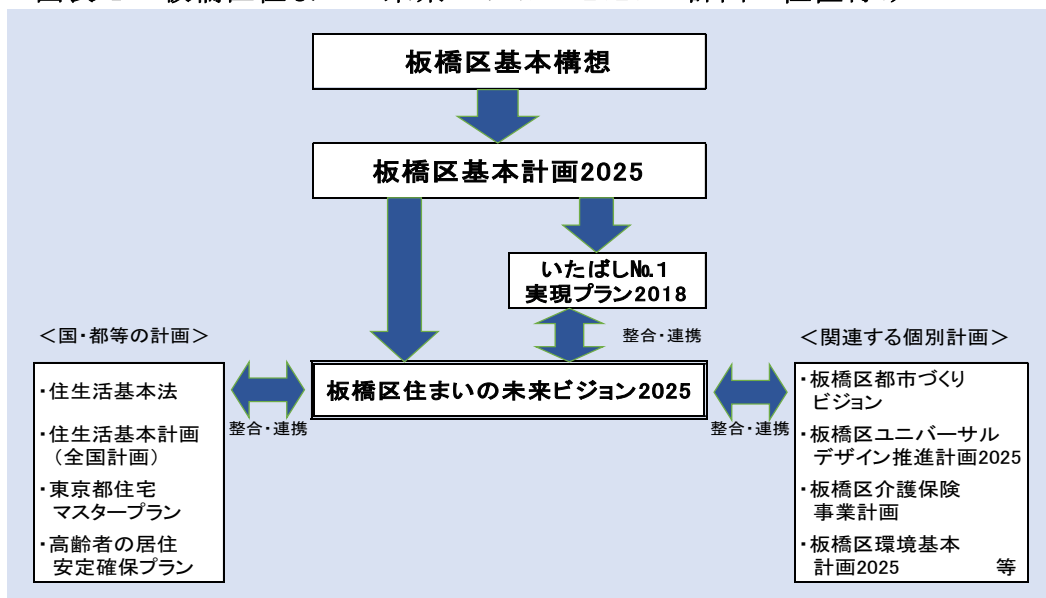 板橋区基本構想
板橋区基本計画2025
いたばし№1
実現プラン2018
整合・連携
＜国・都等の計画＞
・住生活基本法
・住生活基本計画
（全国計画）
・東京都住宅
マスタープラン
・高齢者の居住
安定確保プラン
整合・連携
板橋区住まいの未来ビジョン2025
整合・連携
＜関連する個別計画＞
・板橋区都市づくり
ビジョン
・板橋区ユニバーサル
デザイン推進計画2025
・板橋区介護保険
事業計画
・板橋区環境基本
計画2025 等